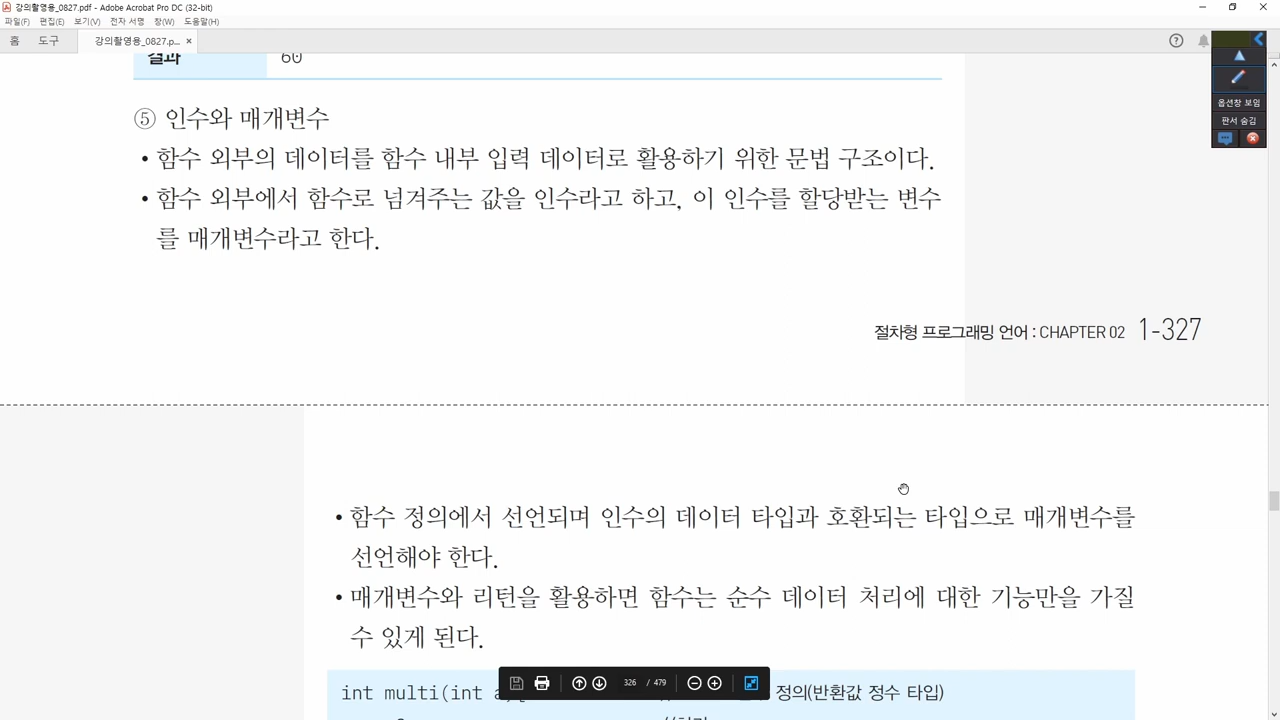 강의촬영용_0827.pdf - Adobe Acrobat Pro DC (32-bit)
파일(F) 편집(E) 보기(V) 전자 서명 창(W) 도움말(H)
홈 도구 강의촬영용_0827.p... ×
결과 60
⑤ 인수와 매개변수
• 함수 외부의 데이터를 함수 내부 입력 데이터로 활용하기 위한 문법 구조이다.
• 함수 외부에서 함수로 넘겨주는 값을 인수라고 하고, 이 인수를 할당받는 변수
를 매개변수라고 한다.
옵션창 보임
판서 숨김
절차형 프로그래밍 언어 : CHAPTER 02 1-327
• 함수 정의에서 선언되며 인수의 데이터 타입과 호환되는 타입으로 매개변수를
선언해야 한다.
• 매개변수와 리턴을 활용하면 함수는 순수 데이터 처리에 대한 기능만을 가질
수 있게 된다.
326 / 479
int multi(int 정의(반환값 정수 타입)